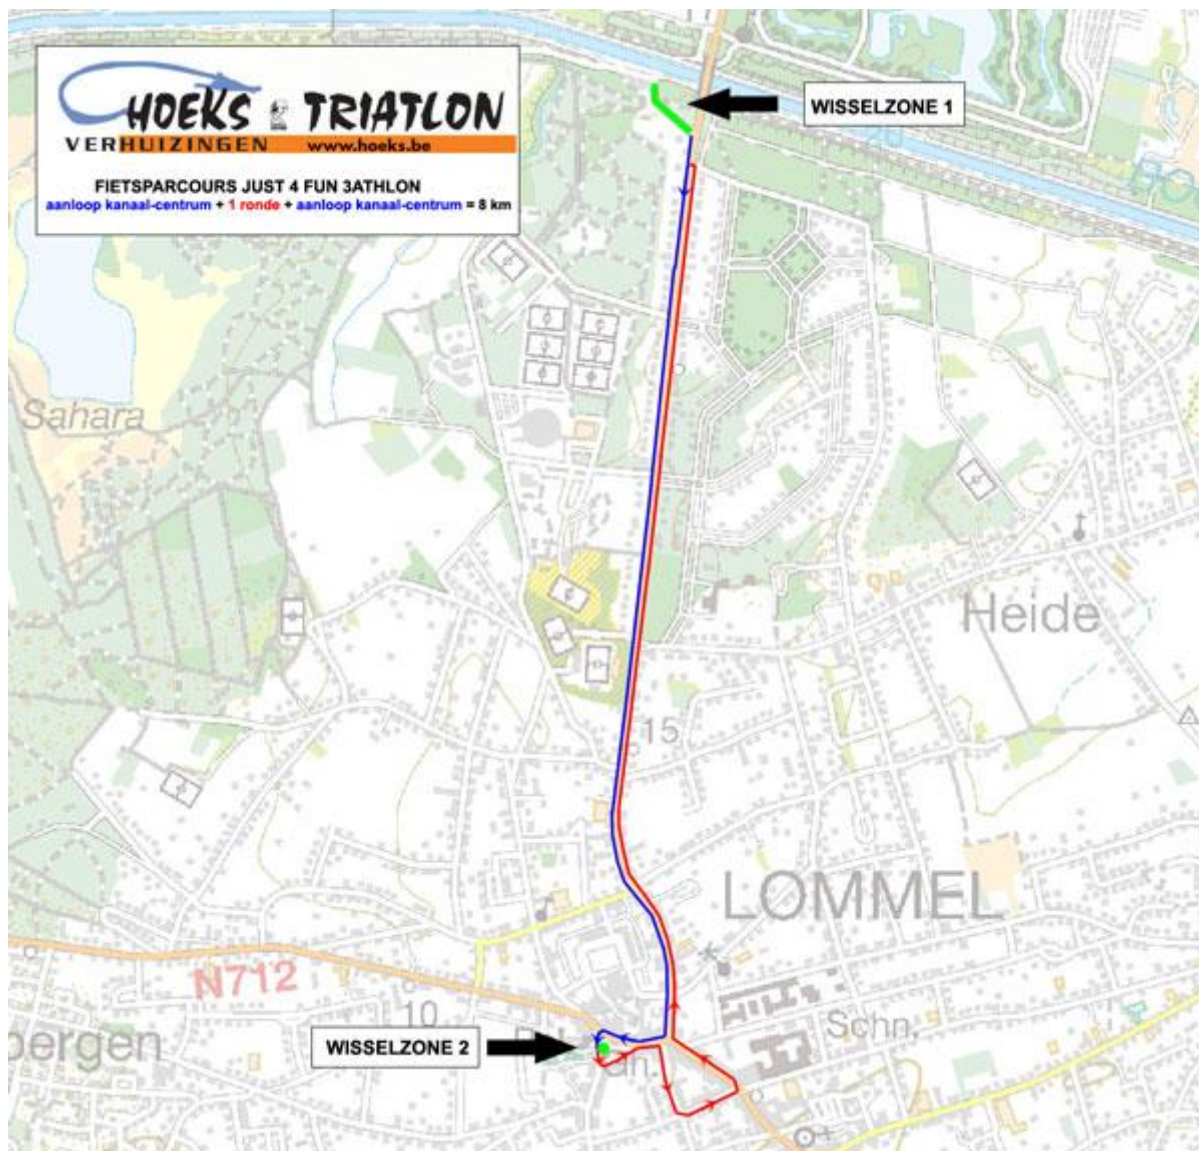 HOEKS TRIATLON
VERHUIZINGEN www.hoeks.be
FIETSPARCOURS JUST 4 FUN 3ATHLON
aanloop kanaal-centrum + 1 ronde + aanloop kanaal-centrum = 8 km
WISSELZONE 1
Sahara
Heide
15
LOMMEL
N712
10
Schn.
bergen
WISSELZONE 2
Gh.